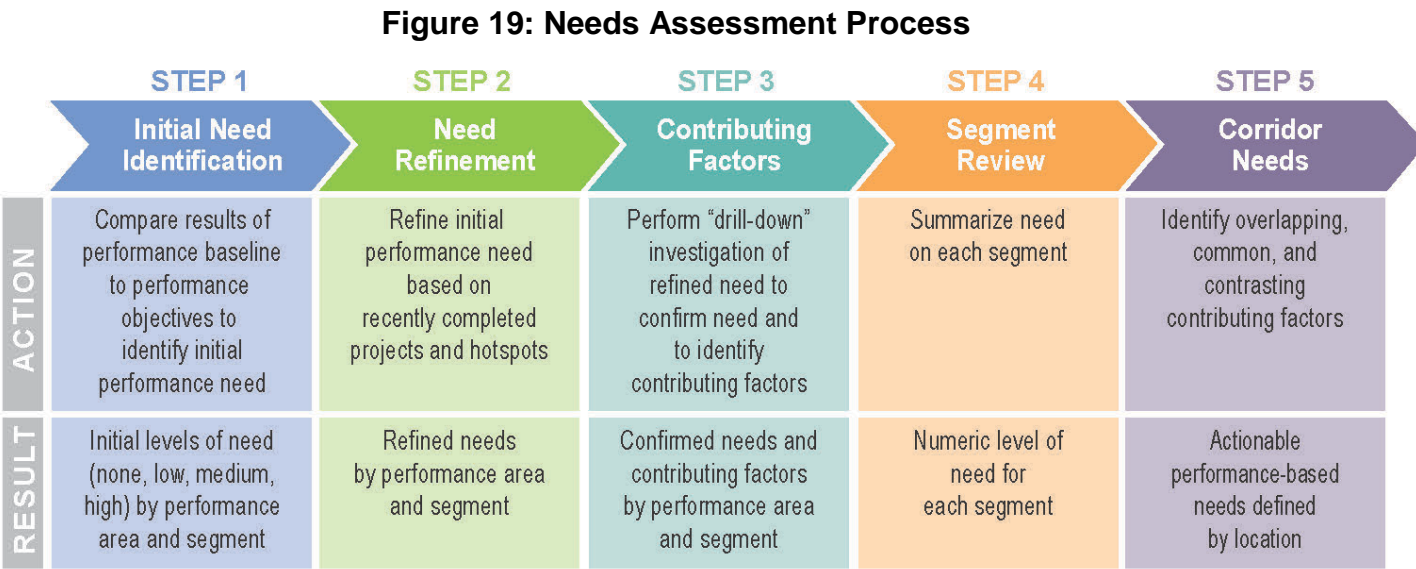 Figure 19: Needs Assessment Process
STEP 1
STEP 2
STEP 3
STEP 4
STEP 5
Initial Need
Identification
Need
Refinement
Contributing
Factors
Segment
Review
Corridor
Needs
ACTION
Compare results of
performance baseline
to performance
objectives to
identify initial
performance need
Refine initial
performance need
based on
recently completed
projects and hotspots
Perform “drill-down”
investigation of
refined need to
confirm need and
to identify
contributing factors
Summarize need
on each segment
Identify overlapping,
common, and
contrasting
contributing factors
RESULT
Initial levels of need
(none, low, medium,
high) by performance
area and segment
Refined needs
by performance area
and segment
Confirmed needs and
contributing factors
by performance area
and segment
Numeric level of
need for
each segment
Actionable
performance-based
needs defined
by location